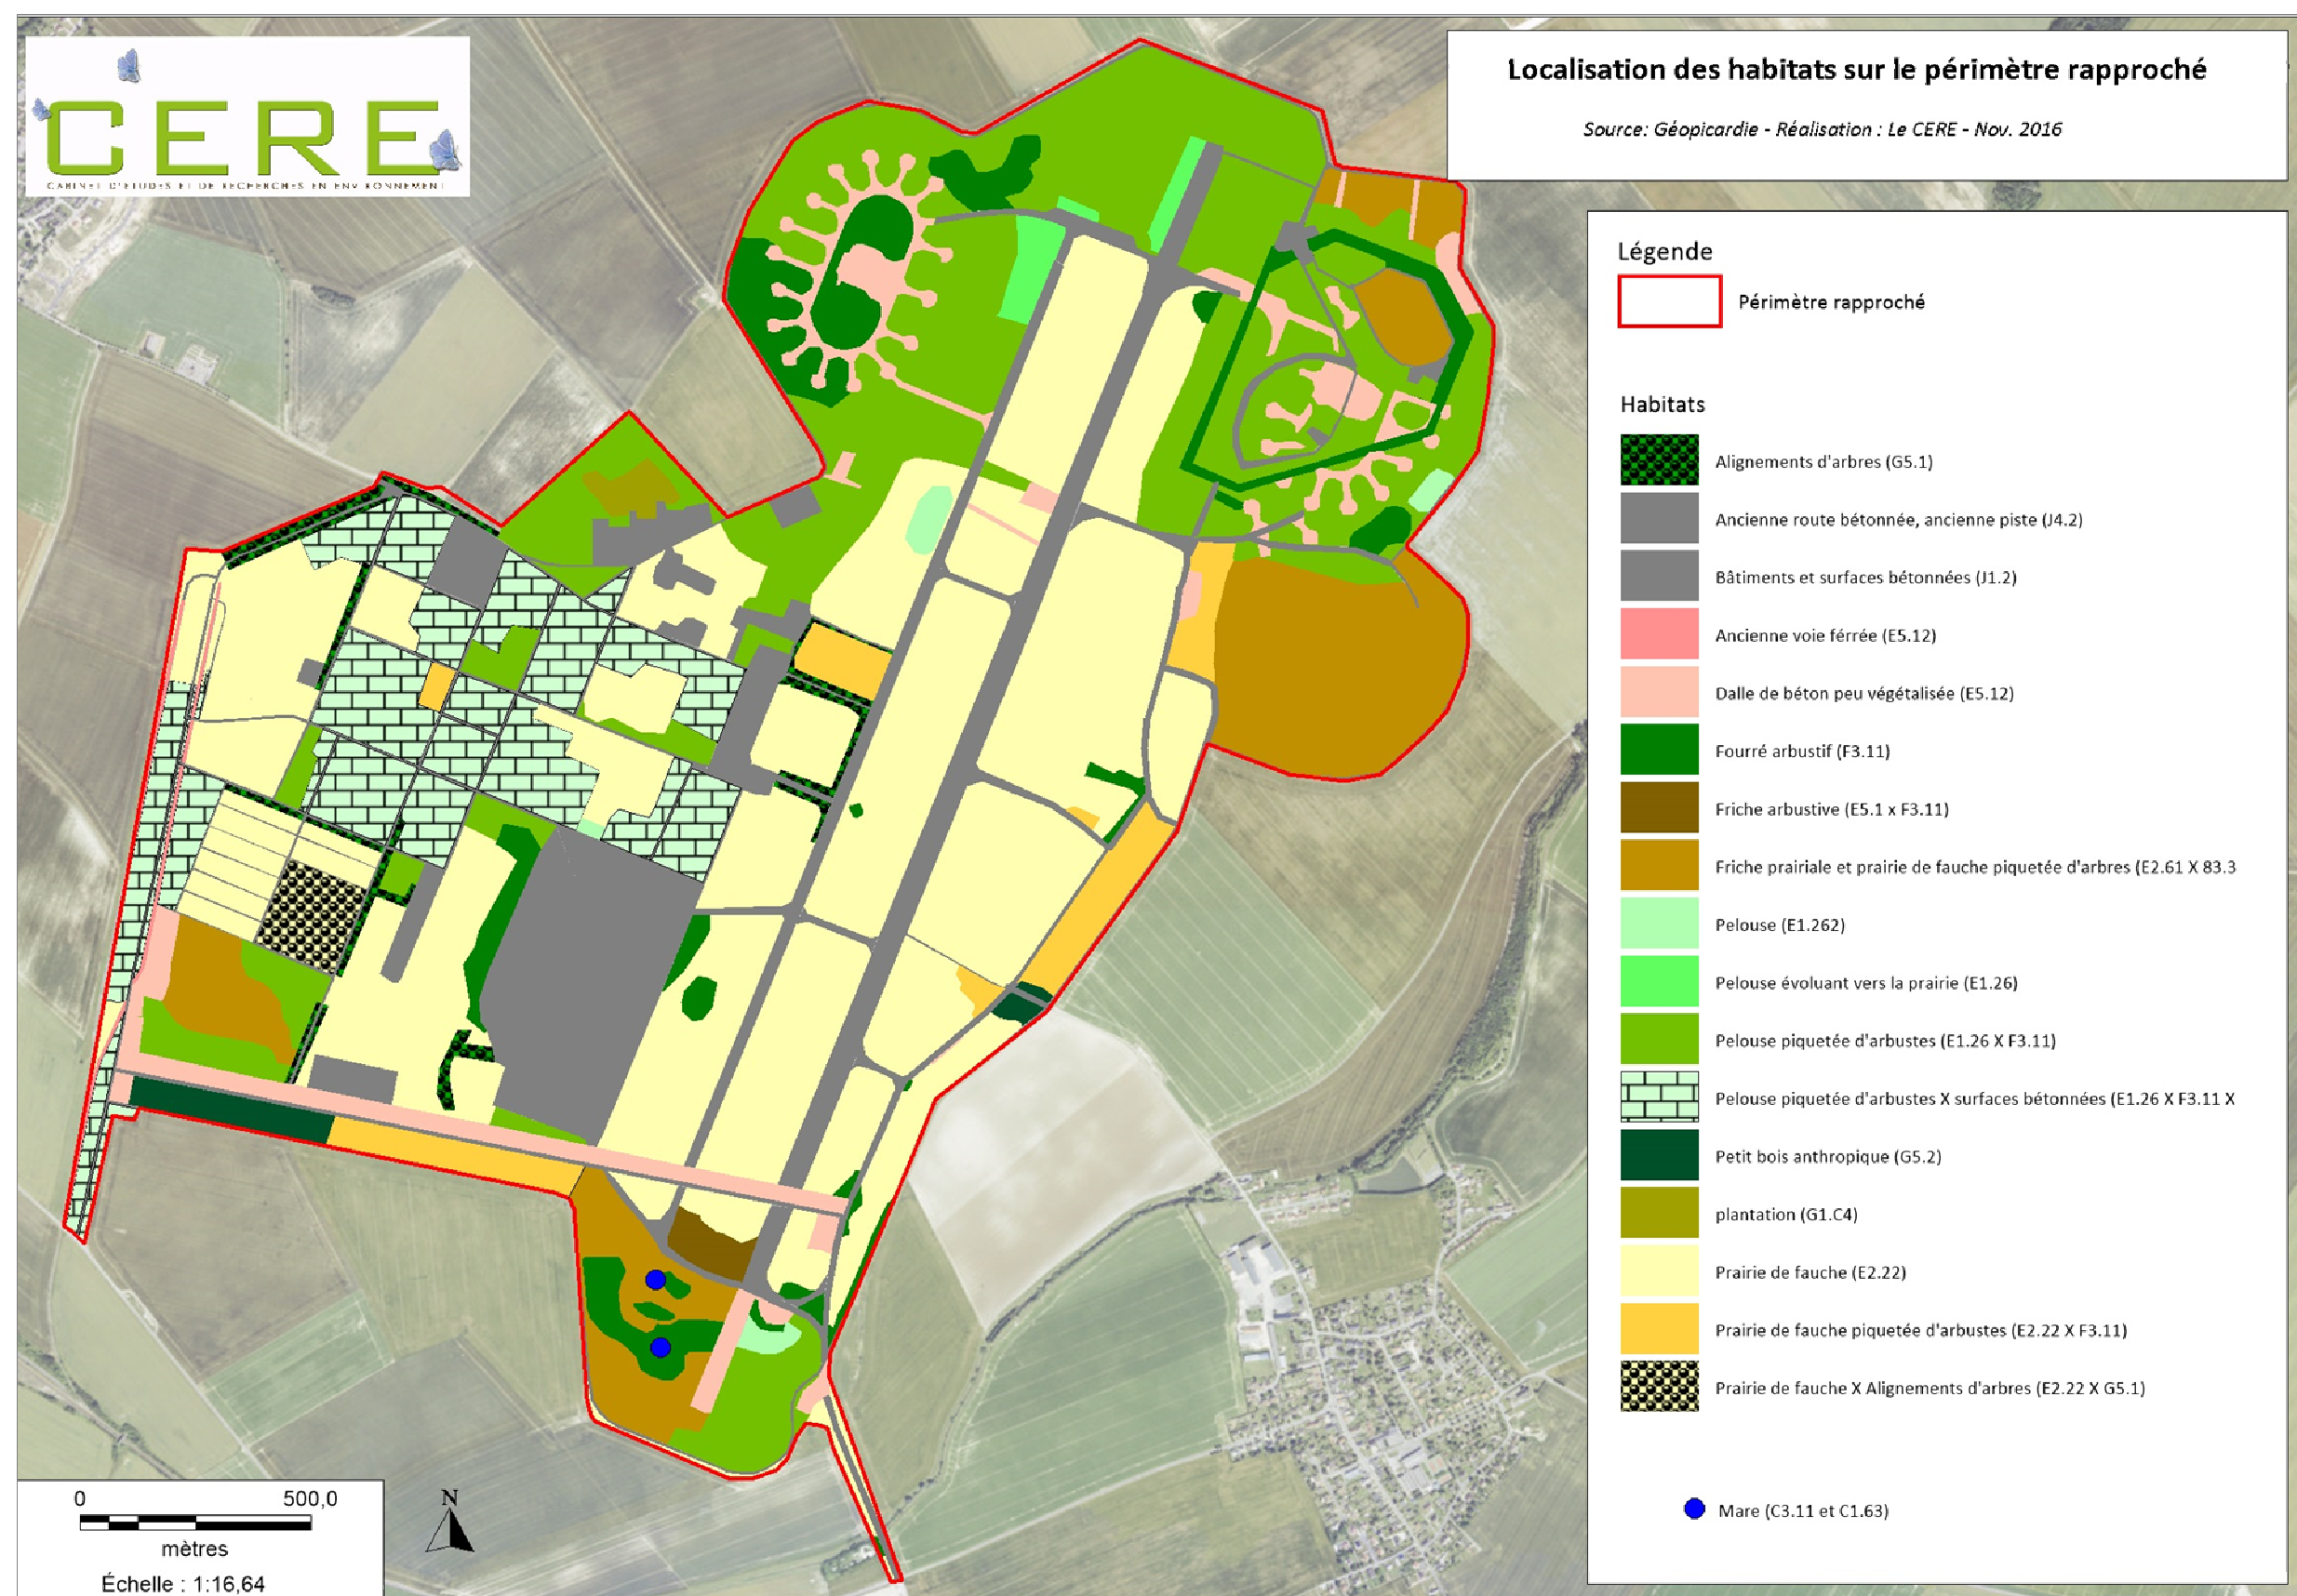 CERE
CABINET D'ETUDES ET DE RECHERCHES EN ENVIRONNEMENT
Localisation des habitats sur le périmètre rapproché
Source: Géopicardie - Réalisation : Le CERE - Nov. 2016
Légende
Périmètre rapproché
Habitats
Alignements d'arbres (G5.1)
Ancienne route bétonnée, ancienne piste (J4.2)
Bâtiments et surfaces bétonnées (J1.2)
Ancienne voie férrée (E5.12)
Dalle de béton peu végétalisée (E5.12)
Fourré arbustif (F3.11)
Friche arbustive (E5.1 x F3.11)
Friche prairiale et prairie de fauche piquetée d'arbres (E2.61 X 83.3
Pelouse (E1.262)
Pelouse évoluant vers la prairie (E1.26)
Pelouse piquetée d'arbustes (E1.26 X F3.11)
Pelouse piquetée d'arbustes X surfaces bétonnées (E1.26 X F3.11 X
Petit bois anthropique (G5.2)
plantation (G1.C4)
Prairie de fauche (E2.22)
Prairie de fauche piquetée d'arbustes (E2.22 X F3.11)
Prairie de fauche X Alignements d'arbres (E2.22 X G5.1)
Mare (C3.11 et C1.63)
0 500,0
mètres
Échelle : 1:16,64
N